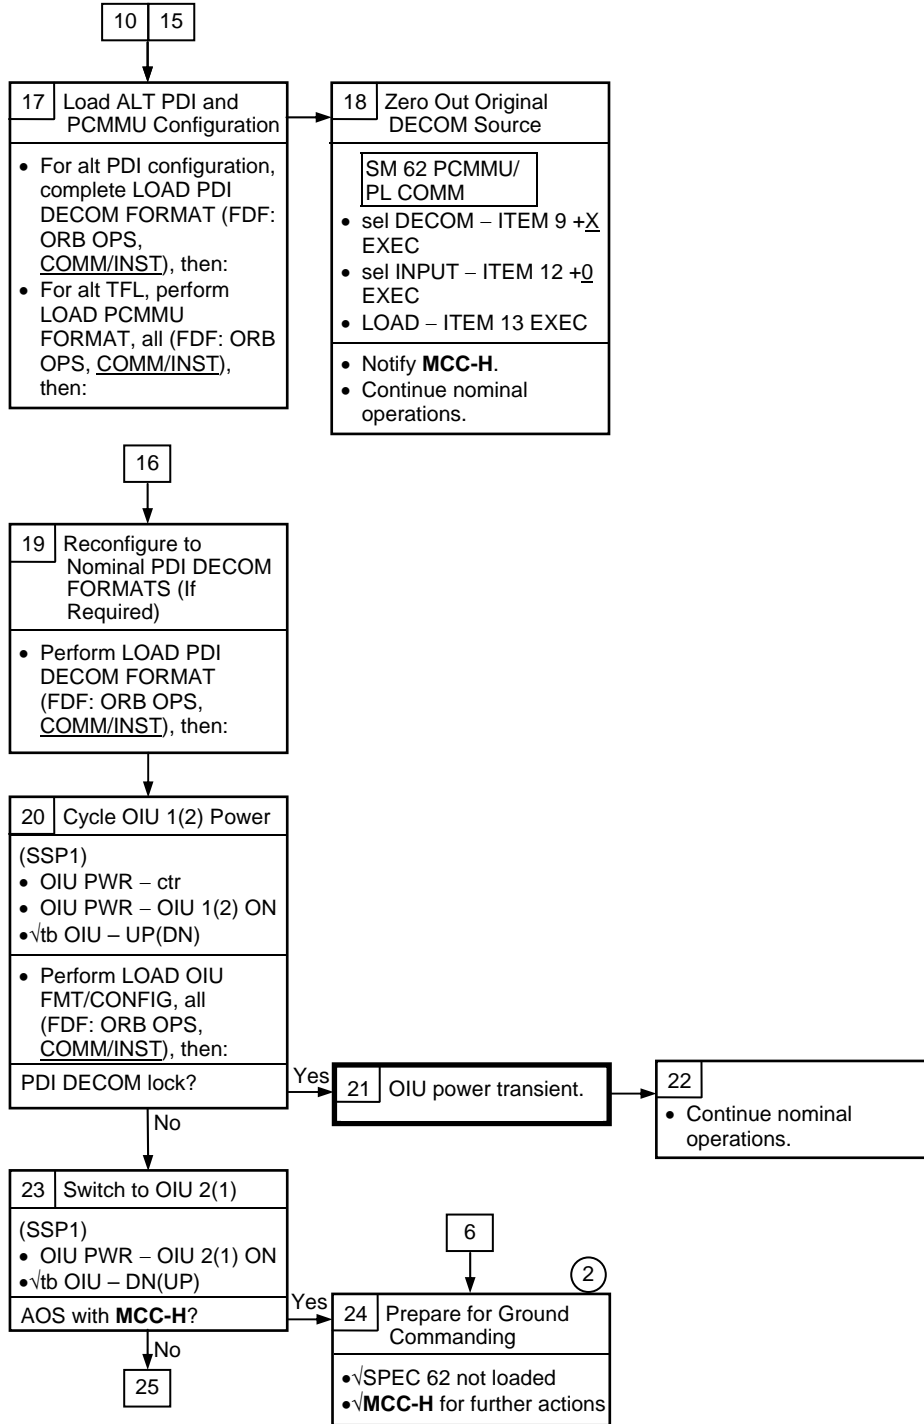 10 15
17 Load ALT PDI and
PCMMU Configuration
• For alt PDI configuration,
complete LOAD PDI
DECOM FORMAT (FDF:
ORB OPS,
COMM/INST), then:
• For alt TFL, perform
LOAD PCMMU
FORMAT, all (FDF: ORB
OPS, COMM/INST),
then:
18 Zero Out Original
DECOM Source
SM 62 PCMMU/
PL COMM
• sel DECOM – ITEM 9 +X
EXEC
• sel INPUT – ITEM 12 +0
EXEC
• LOAD – ITEM 13 EXEC
• Notify MCC-H.
• Continue nominal
operations.
16
19 Reconfigure to
Nominal PDI DECOM
FORMATS (If
Required)
• Perform LOAD PDI
DECOM FORMAT
(FDF: ORB OPS,
COMM/INST), then:
20 Cycle OIU 1(2) Power
(SSP1)
• OIU PWR – ctr
• OIU PWR – OIU 1(2) ON
•√tb OIU – UP(DN)
• Perform LOAD OIU
FMT/CONFIG, all
(FDF: ORB OPS,
COMM/INST), then:
PDI DECOM lock?
Yes
21 OIU power transient.
22
• Continue nominal
operations.
No
23 Switch to OIU 2(1)
(SSP1)
• OIU PWR – OIU 2(1) ON
•√tb OIU – DN(UP)
AOS with MCC-H?
Yes
No
25
6
2
24 Prepare for Ground
Commanding
•√SPEC 62 not loaded
•√MCC-H for further actions